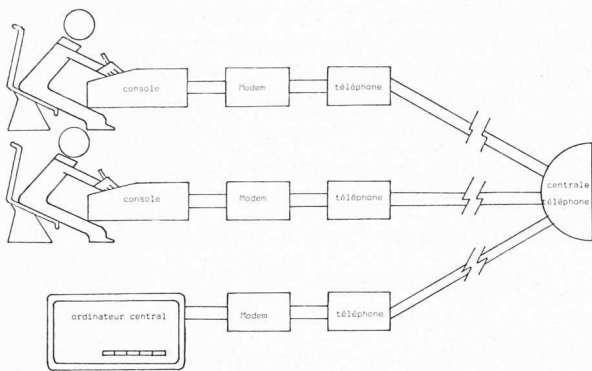 console
Modem
téléphone
console
Modem
téléphone
centrale
téléphone
ordinateur central
Modem
téléphone